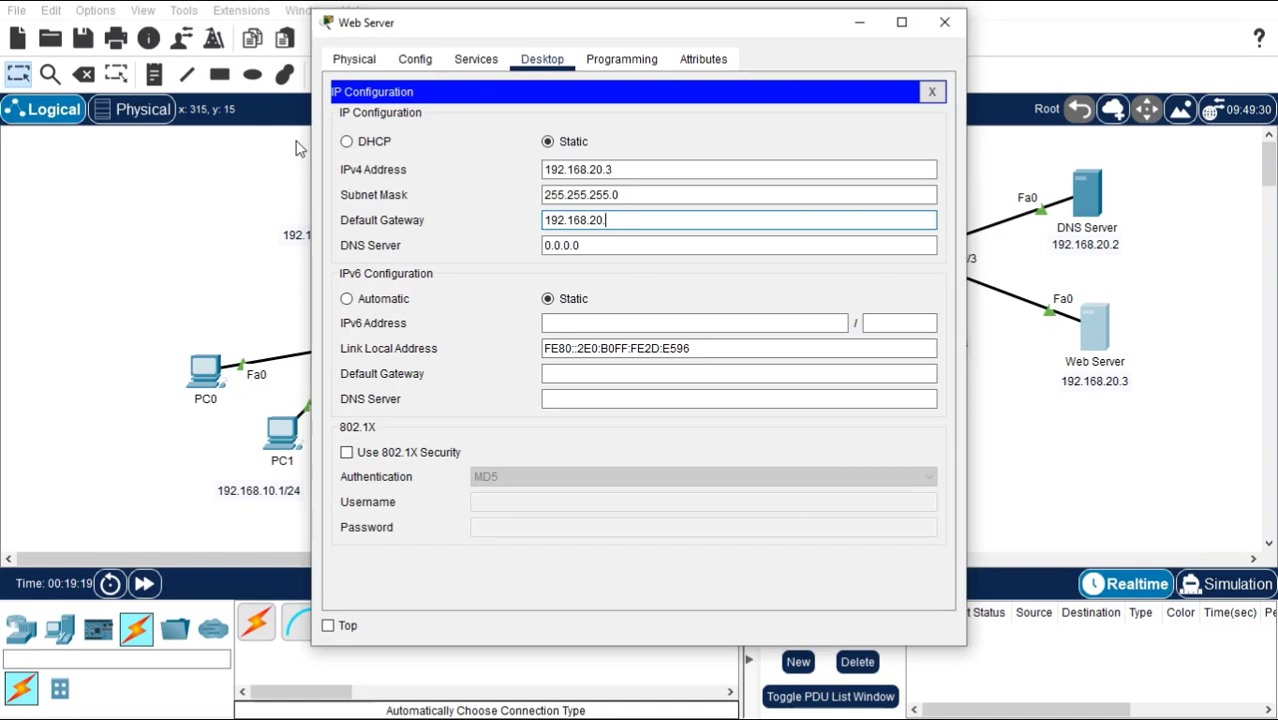 File Edit View Tools Extensions Win
Web Server
Physical Config Services Desktop Programming Attributes
Logical Physical x: 315, y: 15
Root 09:49:30
IP Configuration X
IP Configuration
DHCP Static
IPv4 Address 192.168.20.3
Subnet Mask 255.255.255.0
Default Gateway 192.168.20.
DNS Server 0.0.0.0
IPv6 Configuration
Automatic Static
IPv6 Address /
Link Local Address FE80::2E0:B0FF:FE2D:E596
Default Gateway
DNS Server
802.1X
Use 802.1X Security
Authentication MD5
Username
Password
Top
192.1
Fa0
PC0
PC1
192.168.10.1/24
Fa0
DNS Server
192.168.20.2
/3
Fa0
Web Server
192.168.20.3
Time: 00:19:19
Realtime Simulation
t Status Source Destination Type Color Time(sec) Pe
New Delete
Toggle PDU List Window
Automatically Choose Connection Type